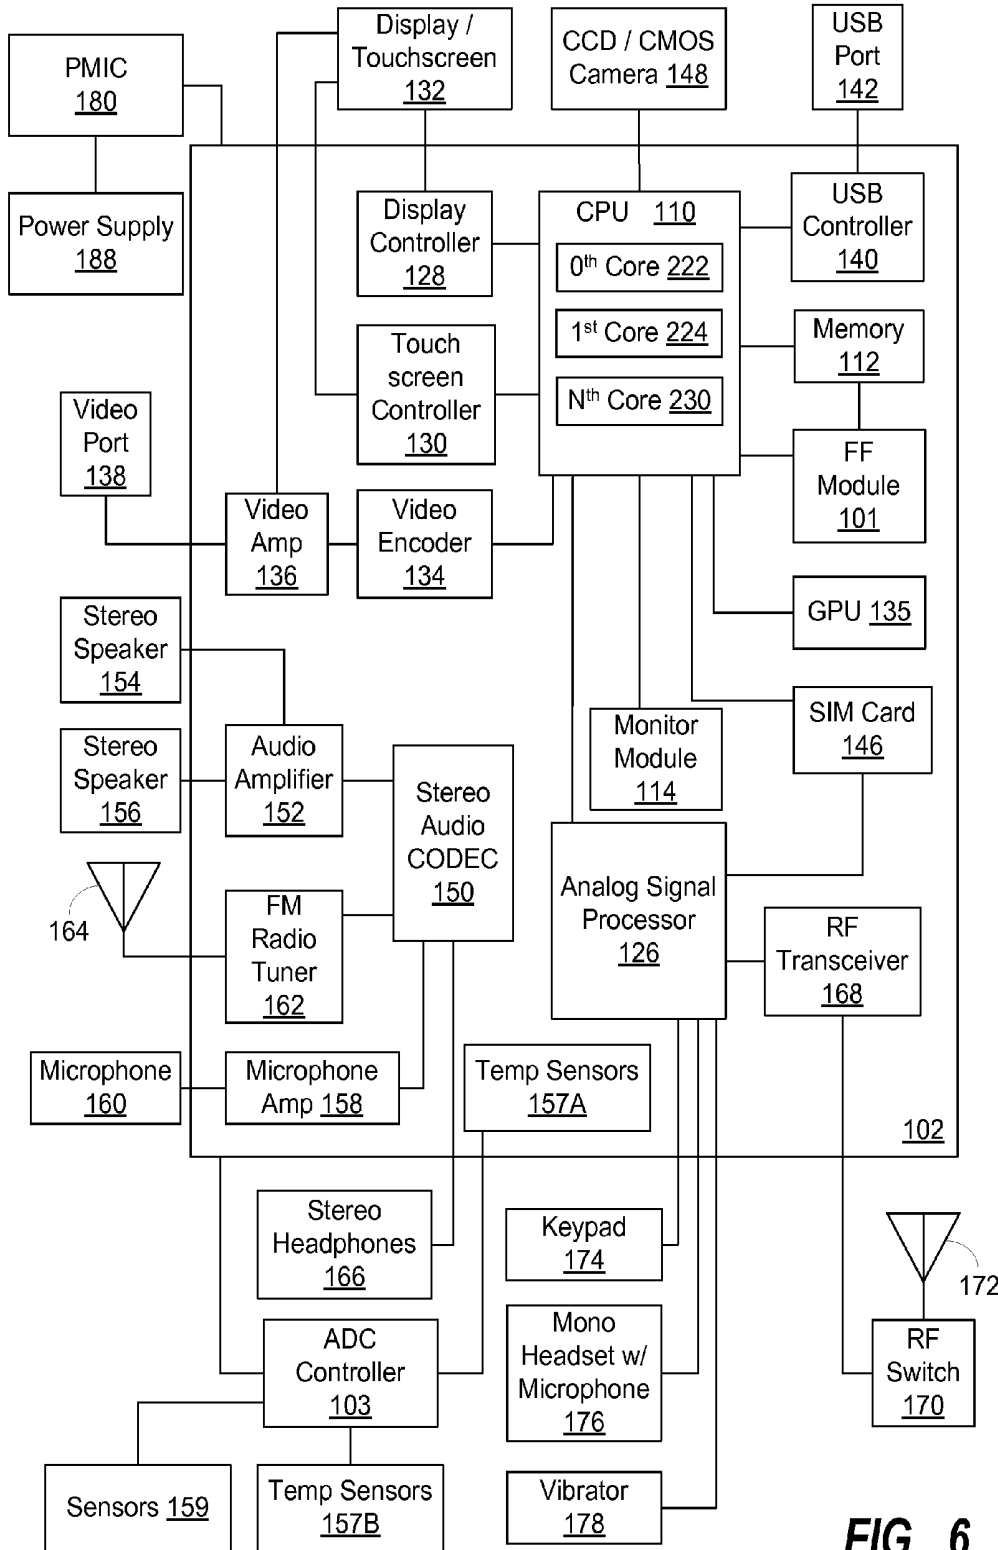 PMIC
180
Display /
Touchscreen
132
CCD / CMOS
Camera 148
USB
Port
142
Power Supply
188
Display
Controller
128
CPU 110
0th Core 222
1st Core 224
Nth Core 230
USB
Controller
140
Touch
screen
Controller
130
Memory
112
Video
Port
138
FF
Module
101
Video
Amp
136
Video
Encoder
134
GPU 135
Stereo
Speaker
154
SIM Card
146
Monitor
Module
114
Stereo
Speaker
156
Audio
Amplifier
152
Stereo
Audio
CODEC
150
Analog Signal
Processor
126
164
FM
Radio
Tuner
162
RF
Transceiver
168
Microphone
160
Microphone
Amp 158
Temp Sensors
157A
102
Stereo
Headphones
166
Keypad
174
172
ADC
Controller
103
Mono
Headset w/
Microphone
176
RF
Switch
170
Sensors 159
Temp Sensors
157B
Vibrator
178
FIG_6